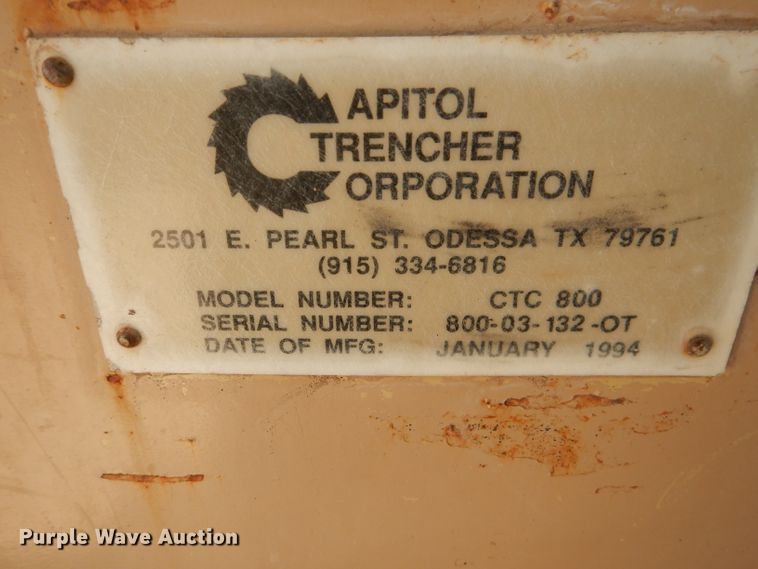 CAPITOL
TRENCHER
CORPORATION
2501 E. PEARL ST. ODESSA TX 79761
(915) 334-6816
MODEL NUMBER: CTC 800
SERIAL NUMBER: 800-03-132-OT
DATE OF MFG: JANUARY 1994
Purple Wave Auction